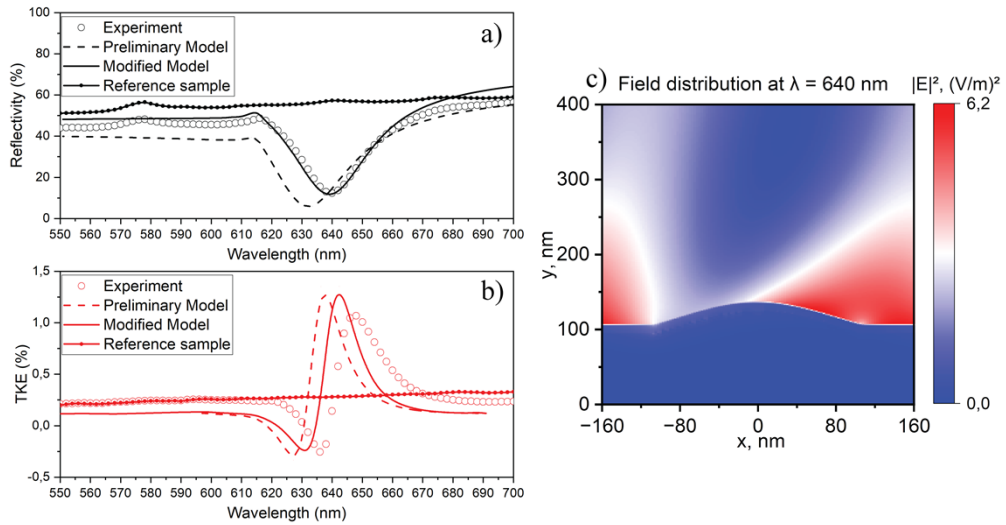 a)
Experiment
Preliminary Model
Modified Model
Reference sample
Reflectivity (%)
100
80
60
40
20
0
550 560 570 580 590 600 610 620 630 640 650 660 670 680 690 700
Wavelength (nm)
b)
Experiment
Preliminary Model
Modified Model
Reference sample
TKE (%)
1,5
1,0
0,5
0,0
-0,5
550 560 570 580 590 600 610 620 630 640 650 660 670 680 690 700
Wavelength (nm)
c) Field distribution at λ = 640 nm |E|², (V/m)²
6,2
0,0
y, nm
400
300
200
100
0
−160 −80 0 80 160
x, nm